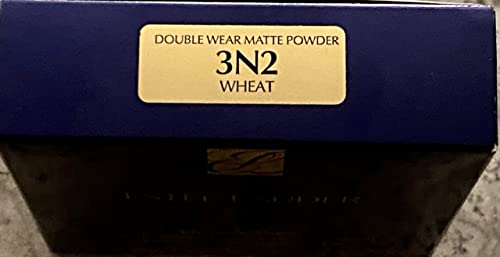 DOUBLE WEAR MATTE POWDER
3N2
WHEAT